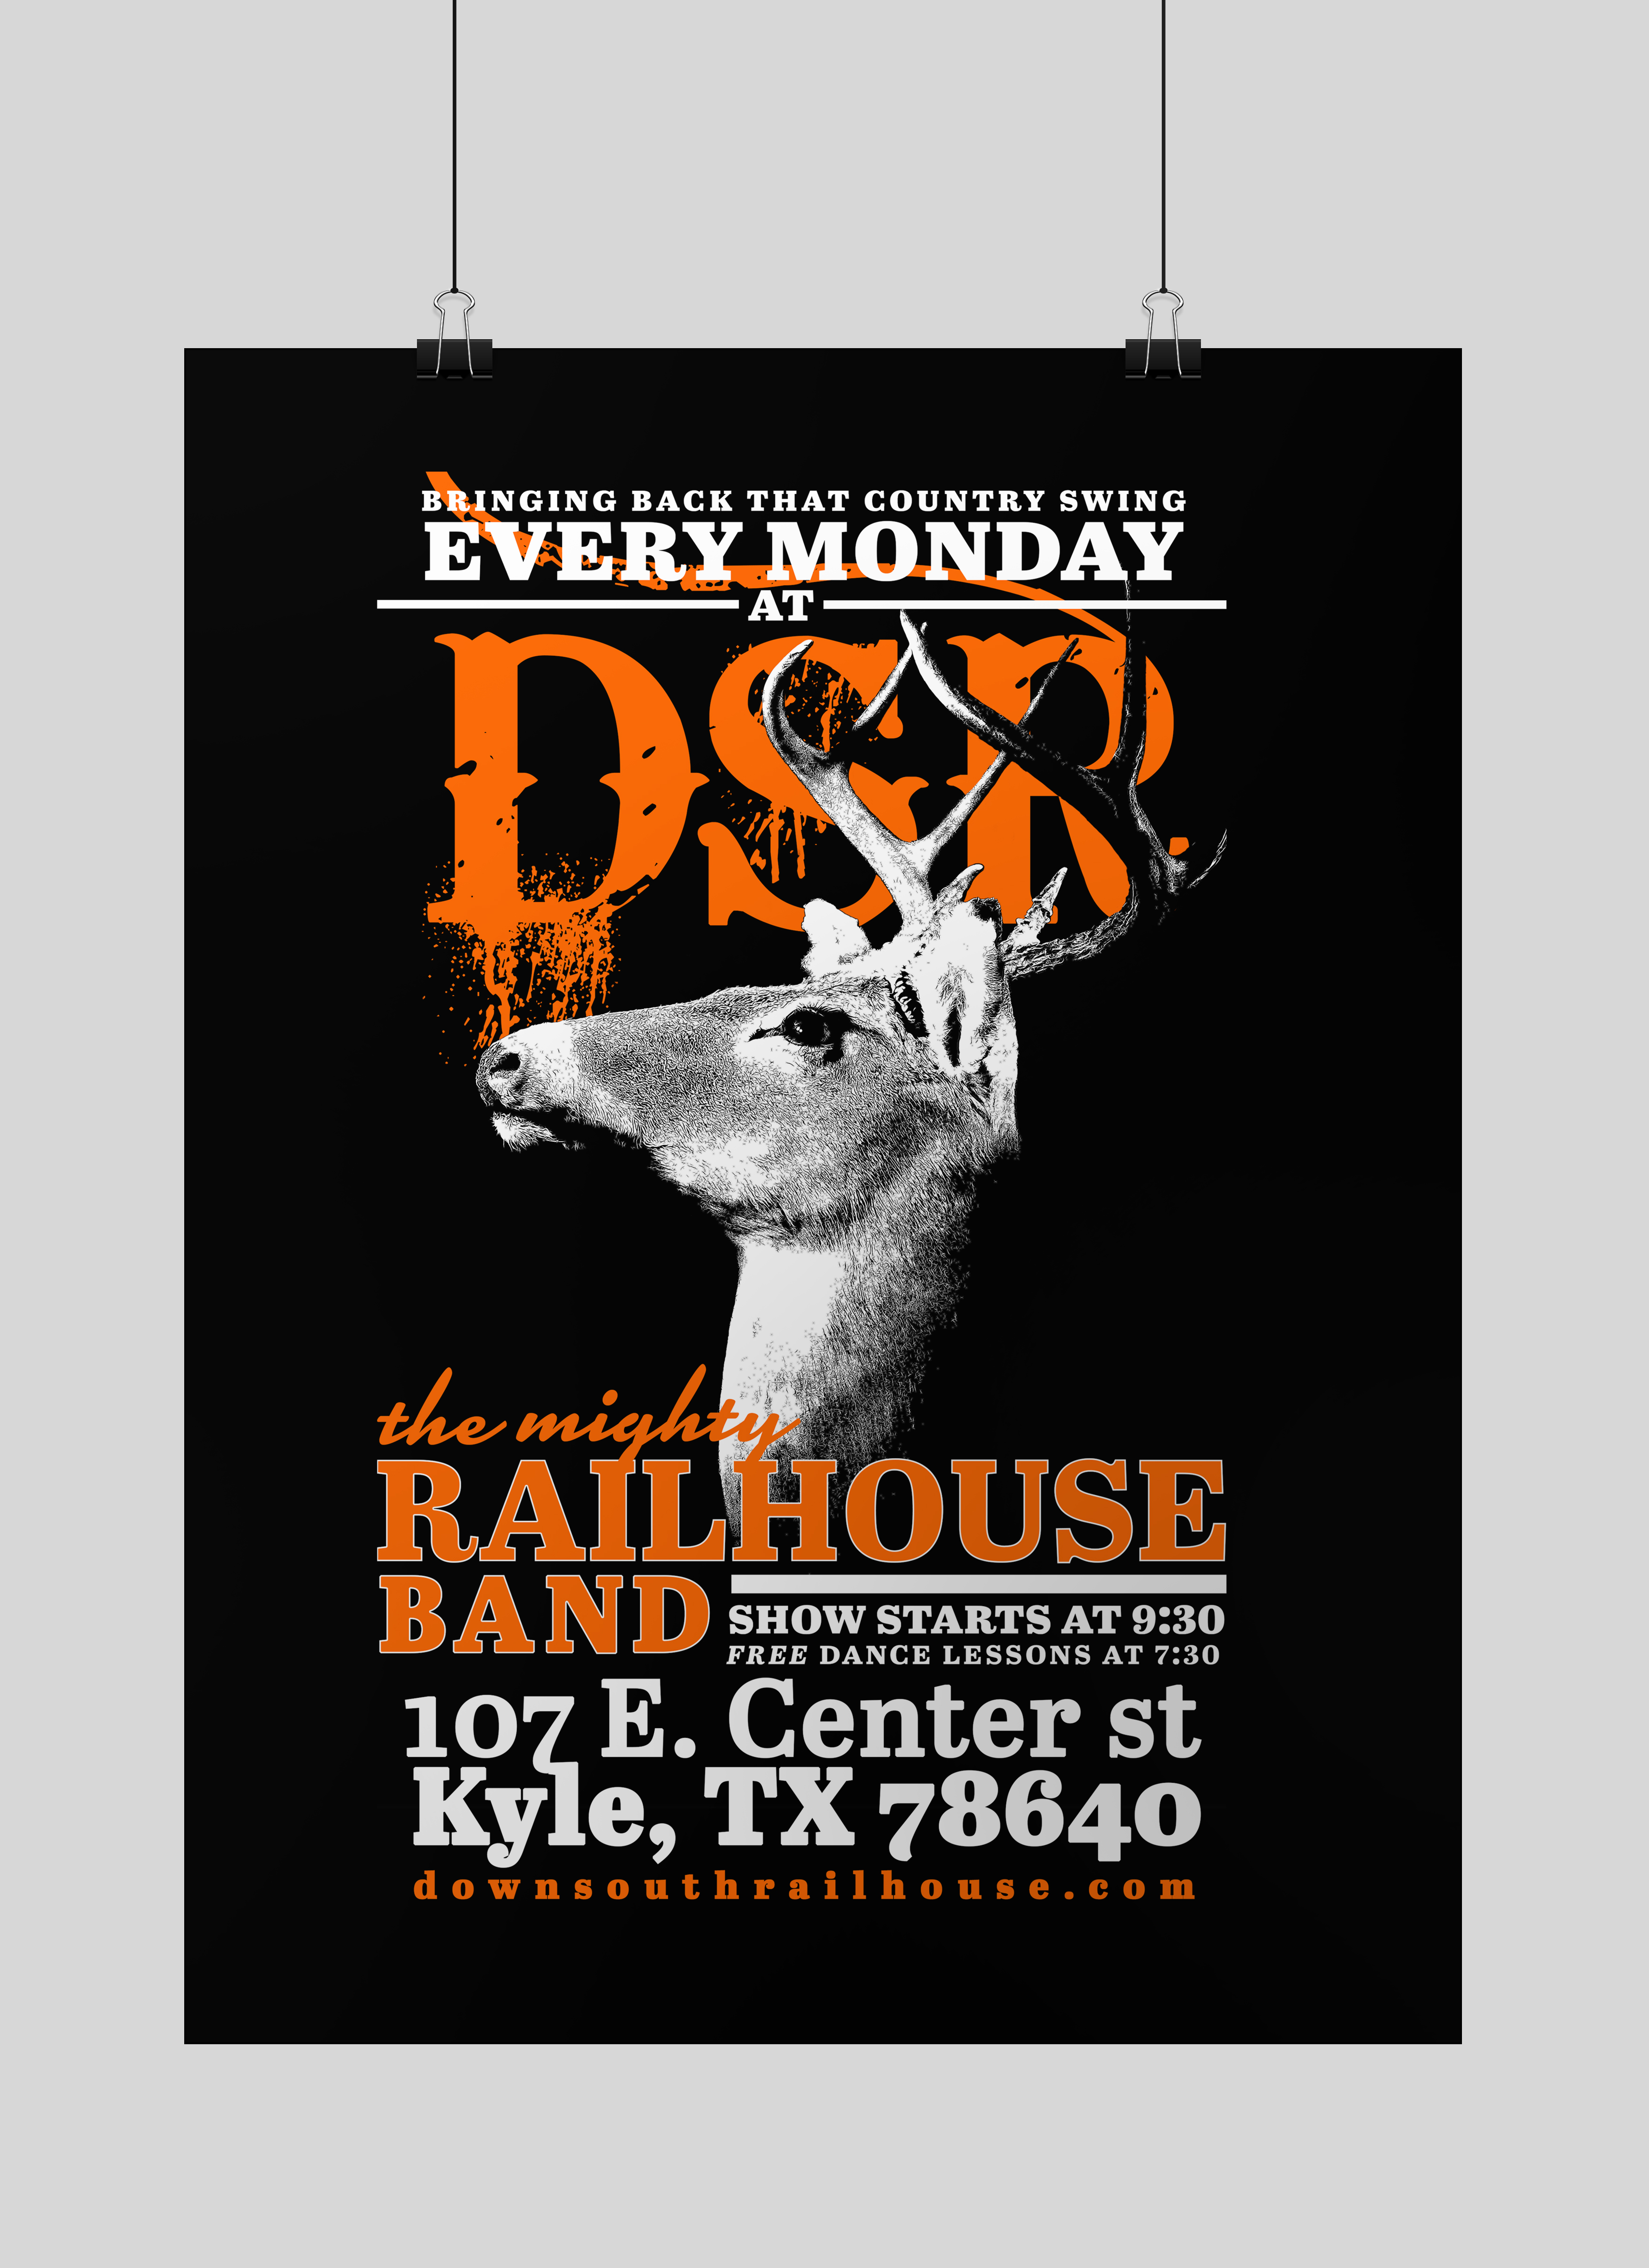 BRINGING BACK THAT COUNTRY SWING
EVERY MONDAY
AT
DSR
the mighty
RAILHOUSE
BAND
SHOW STARTS AT 9:30
FREE DANCE LESSONS AT 7:30
107 E. Center st
Kyle, TX 78640
downsouthrailhouse.com